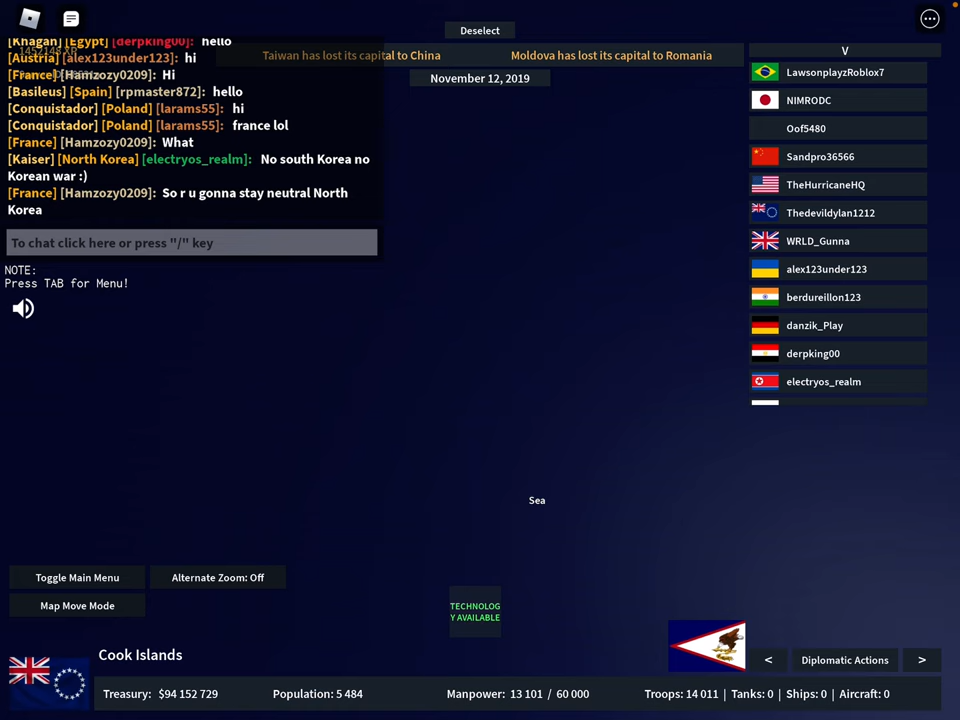 Deselect
[Khagan] [Egypt] [derpking00]: hello
[Austria] [alex123under123]: hi
Taiwan has lost its capital to China
Moldova has lost its capital to Romania
[France] [Hamzozy0209]: Hi
November 12, 2019
[Basileus] [Spain] [rpmaster872]: hello
[Conquistador] [Poland] [larams55]: hi
[Conquistador] [Poland] [larams55]: france lol
[France] [Hamzozy0209]: What
[Kaiser] [North Korea] [electryos_realm]: No south Korea no
Korean war :)
[France] [Hamzozy0209]: So r u gonna stay neutral North
Korea
To chat click here or press "/" key
NOTE:
Press TAB for Menu!
V
LawsonplayzRoblox7
NIMRODC
Oof5480
Sandpro36566
TheHurricaneHQ
Thedevildylan1212
WRLD_Gunna
alex123under123
berdureillon123
danzik_Play
derpking00
electryos_realm
Sea
Toggle Main Menu
Alternate Zoom: Off
Map Move Mode
TECHNOLOG
Y AVAILABLE
Cook Islands
<
Diplomatic Actions
>
Treasury: $94 152 729
Population: 5 484
Manpower: 13 101 / 60 000
Troops: 14 011 | Tanks: 0 | Ships: 0 | Aircraft: 0